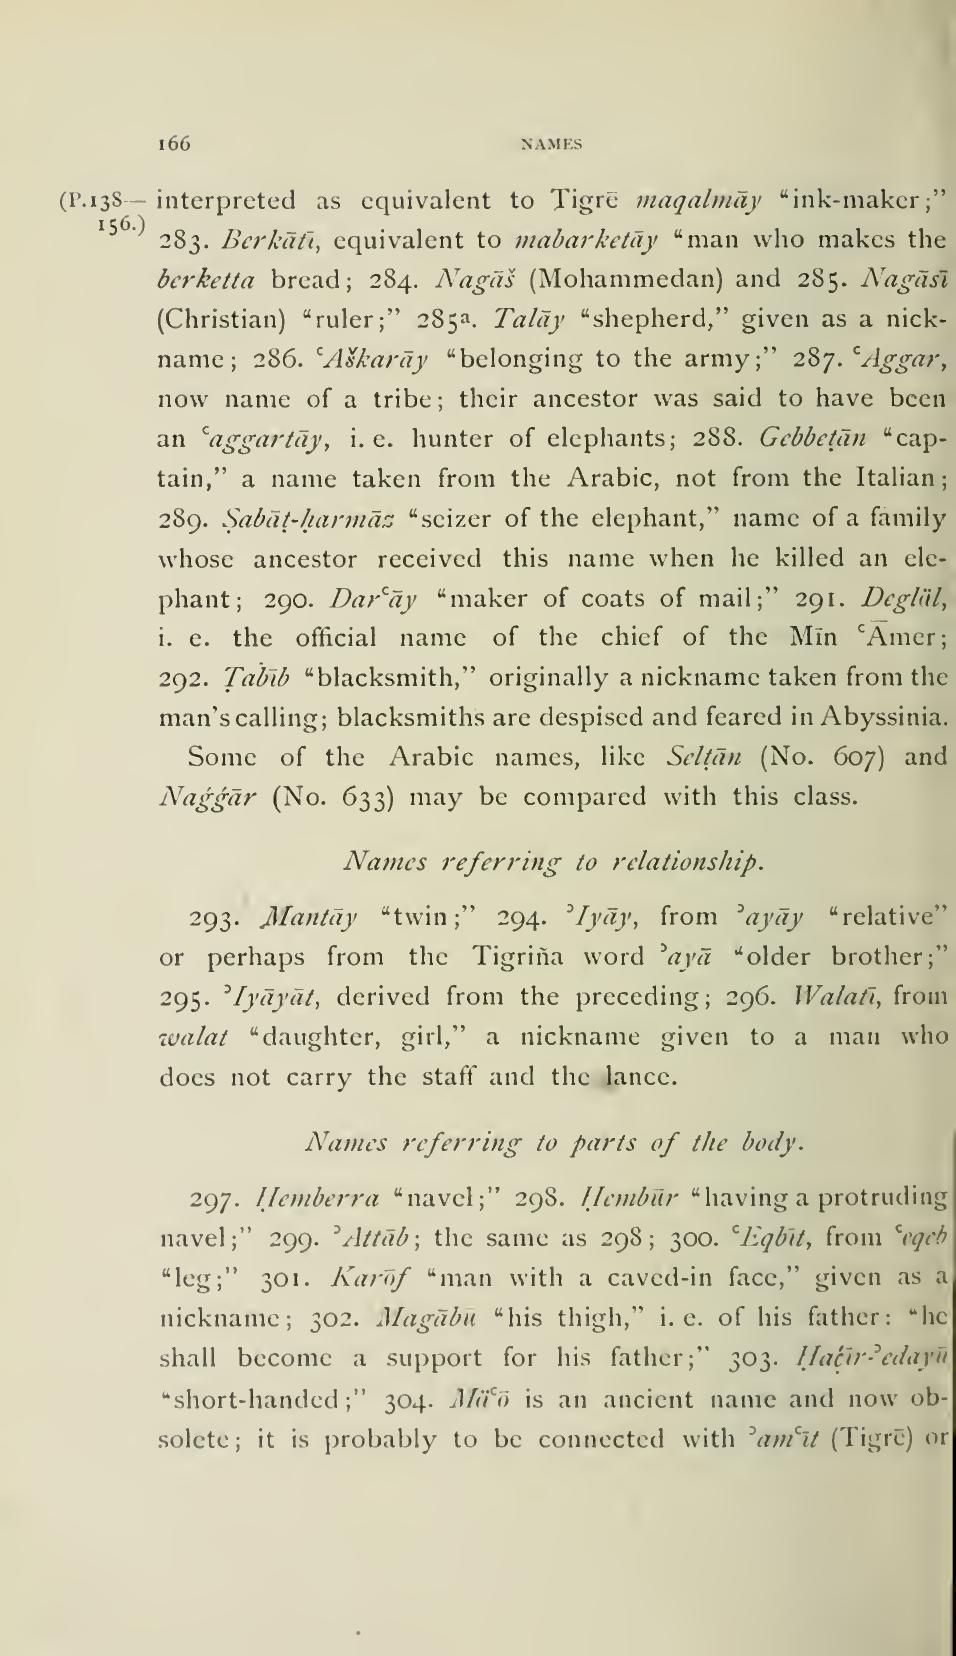 166 NAMES
(P.138— interpreted as equivalent to Tigrē maqalmāy “ink-maker;”
156.) 283. Berkātī, equivalent to mabarketāy “man who makes the
berketta bread; 284. Nagāš (Mohammedan) and 285. Nagāsī
(Christian) “ruler;” 285a. Talāy “shepherd,” given as a nick-
name; 286. ʿAškarāy “belonging to the army;” 287. ʿAggar,
now name of a tribe; their ancestor was said to have been
an ʿaggartāy, i. e. hunter of elephants; 288. Gebbeṭān “cap-
tain,” a name taken from the Arabic, not from the Italian;
289. Ṣabāṭ-ḥarmāz “seizer of the elephant,” name of a family
whose ancestor received this name when he killed an ele-
phant; 290. Darʿāy “maker of coats of mail;” 291. Deglāl,
i. e. the official name of the chief of the Mīn ʿĀmer;
292. Ṭabīb “blacksmith,” originally a nickname taken from the
man's calling; blacksmiths are despised and feared in Abyssinia.
Some of the Arabic names, like Selṭān (No. 607) and
Naǵǵār (No. 633) may be compared with this class.
Names referring to relationship.
293. Mantāy “twin;” 294. ʾIyāy, from ʾayāy “relative”
or perhaps from the Tigriña word ʾayā “older brother;”
295. ʾIyāyāt, derived from the preceding; 296. Walatī, from
walat “daughter, girl,” a nickname given to a man who
does not carry the staff and the lance.
Names referring to parts of the body.
297. Ḥemberra “navel;” 298. Ḥembūr “having a protruding
navel;” 299. ʾAttāb; the same as 298; 300. ʿEqbīt, from ʿeqeb
“leg;” 301. Karōf “man with a caved-in face,” given as a
nickname; 302. Magābū “his thigh,” i. e. of his father: “he
shall become a support for his father;” 303. Ḥaċ̣īr-ʾedayū
“short-handed;” 304. Māʿō is an ancient name and now ob-
solete; it is probably to be connected with ʾamʿīt (Tigrē) or